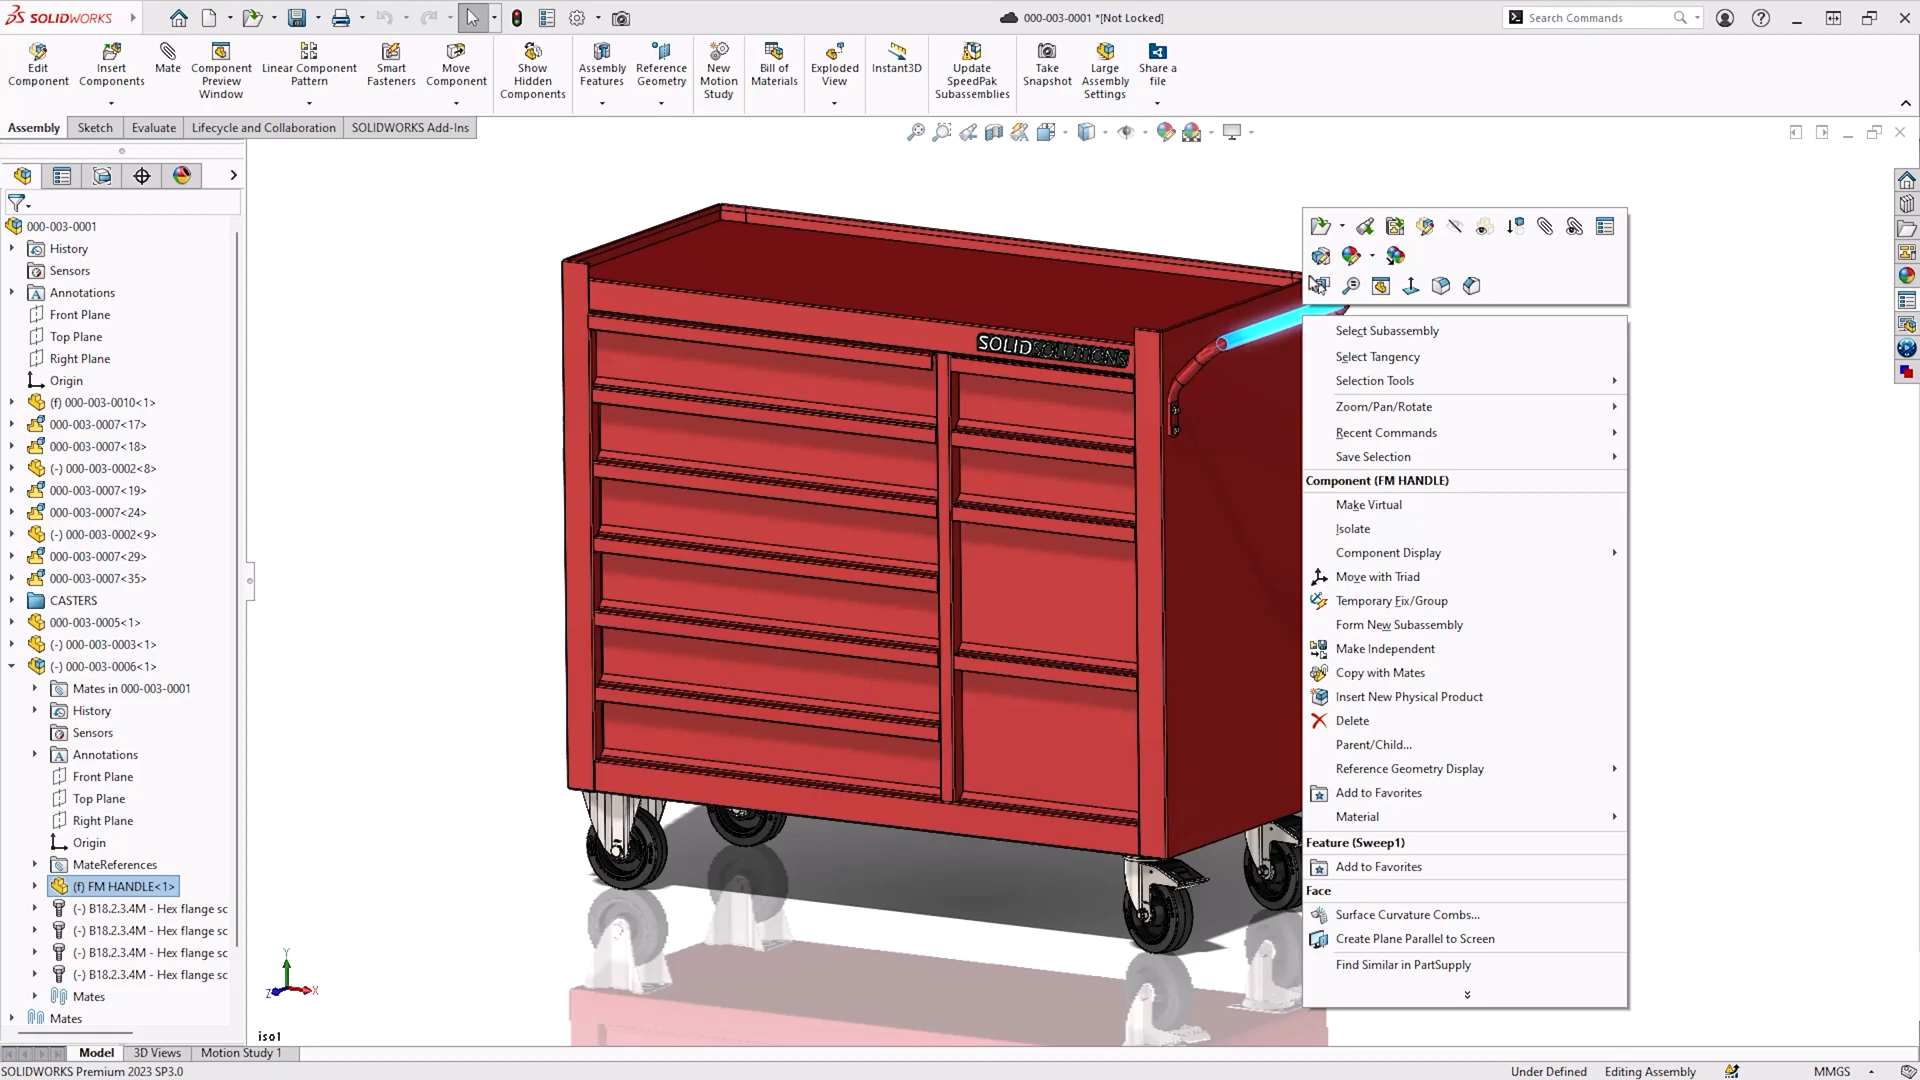 SOLIDWORKS
000-003-0001 *[Not Locked]
Search Commands
Edit Component
Insert Components
Mate
Component Preview Window
Linear Component Pattern
Smart Fasteners
Move Component
Show Hidden Components
Assembly Features
Reference Geometry
New Motion Study
Bill of Materials
Exploded View
Instant3D
Update SpeedPak Subassemblies
Take Snapshot
Large Assembly Settings
Share a file
Assembly
Sketch
Evaluate
Lifecycle and Collaboration
SOLIDWORKS Add-Ins
000-003-0001
History
Sensors
Annotations
Front Plane
Top Plane
Right Plane
Origin
(f) 000-003-0010<1>
000-003-0007<17>
000-003-0007<18>
(-) 000-003-0002<8>
000-003-0007<19>
000-003-0007<24>
(-) 000-003-0002<9>
000-003-0007<29>
000-003-0007<35>
CASTERS
000-003-0005<1>
(-) 000-003-0003<1>
(-) 000-003-0006<1>
Mates in 000-003-0001
History
Sensors
Annotations
Front Plane
Top Plane
Right Plane
Origin
MateReferences
(f) FM HANDLE<1>
(-) B18.2.3.4M - Hex flange sc
(-) B18.2.3.4M - Hex flange sc
(-) B18.2.3.4M - Hex flange sc
(-) B18.2.3.4M - Hex flange sc
Mates
Mates
SOLIDSOLUTIONS
Select Subassembly
Select Tangency
Selection Tools
Zoom/Pan/Rotate
Recent Commands
Save Selection
Component (FM HANDLE)
Make Virtual
Isolate
Component Display
Move with Triad
Temporary Fix/Group
Form New Subassembly
Make Independent
Copy with Mates
Insert New Physical Product
Delete
Parent/Child...
Reference Geometry Display
Add to Favorites
Material
Feature (Sweep1)
Add to Favorites
Face
Surface Curvature Combs...
Create Plane Parallel to Screen
Find Similar in PartSupply
Y
Z
X
iso1
Model
3D Views
Motion Study 1
SOLIDWORKS Premium 2023 SP3.0
Under Defined
Editing Assembly
MMGS